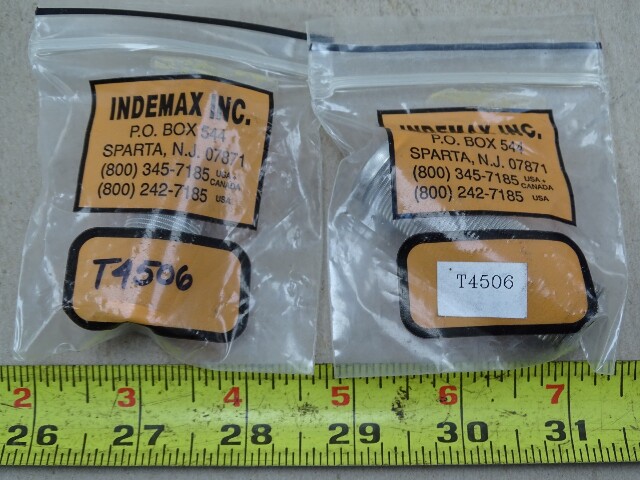 INDEMAX INC.
P.O. BOX 544
SPARTA, N.J. 07871
(800) 345-7185 USA + CANADA
(800) 242-7185 USA
T4506
INDEMAX INC.
P.O. BOX 544
SPARTA, N.J. 07871
(800) 345-7185 USA + CANADA
(800) 242-7185 USA
T4506
2 3 4 5 6 7
26 27 28 29 30 31